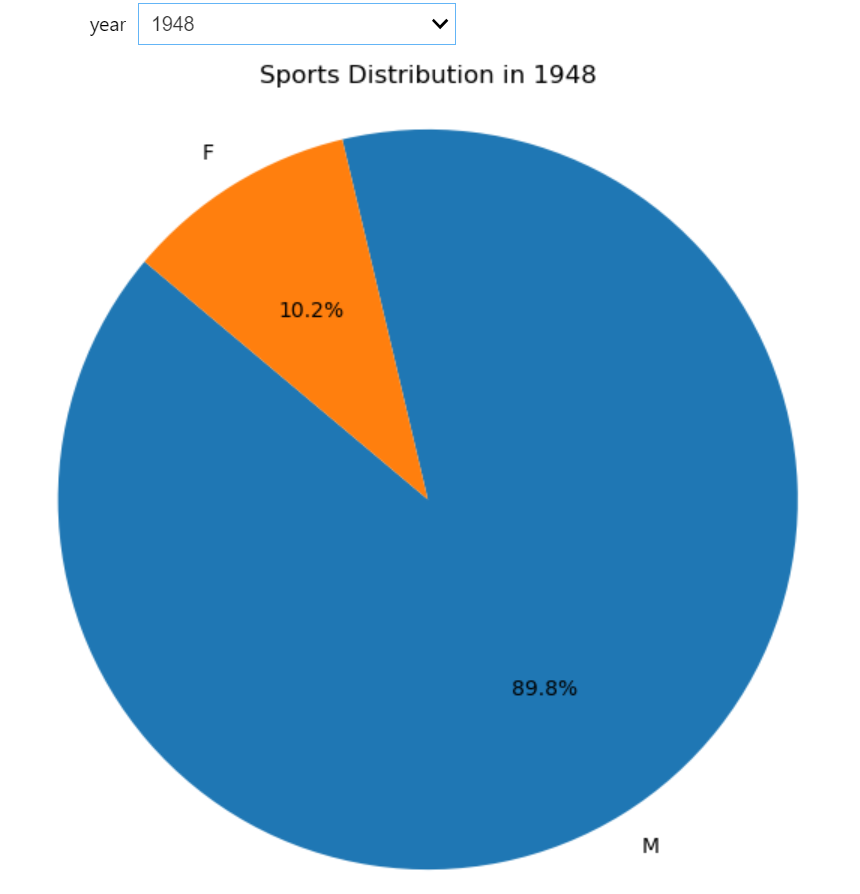 year 1948
Sports Distribution in 1948
F
10.2%
89.8%
M